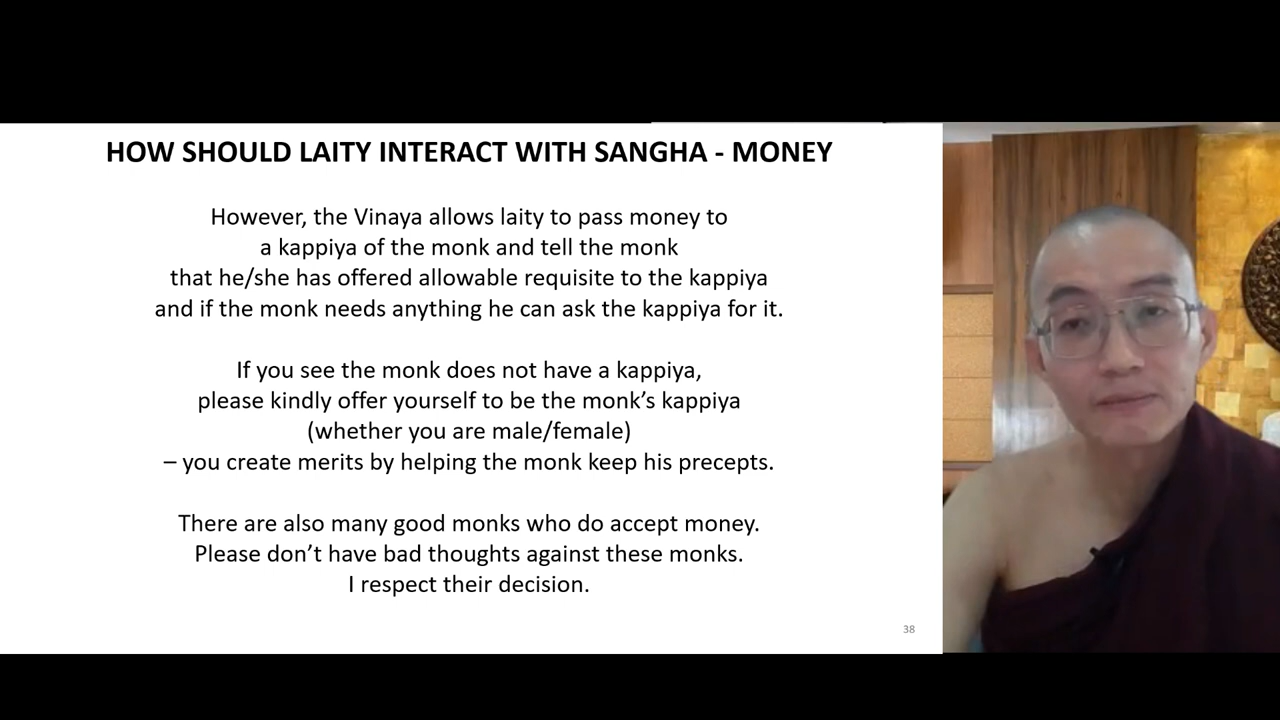 HOW SHOULD LAITY INTERACT WITH SANGHA - MONEY
However, the Vinaya allows laity to pass money to
a kappiya of the monk and tell the monk
that he/she has offered allowable requisite to the kappiya
and if the monk needs anything he can ask the kappiya for it.
If you see the monk does not have a kappiya,
please kindly offer yourself to be the monk’s kappiya
(whether you are male/female)
– you create merits by helping the monk keep his precepts.
There are also many good monks who do accept money.
Please don’t have bad thoughts against these monks.
I respect their decision.
38